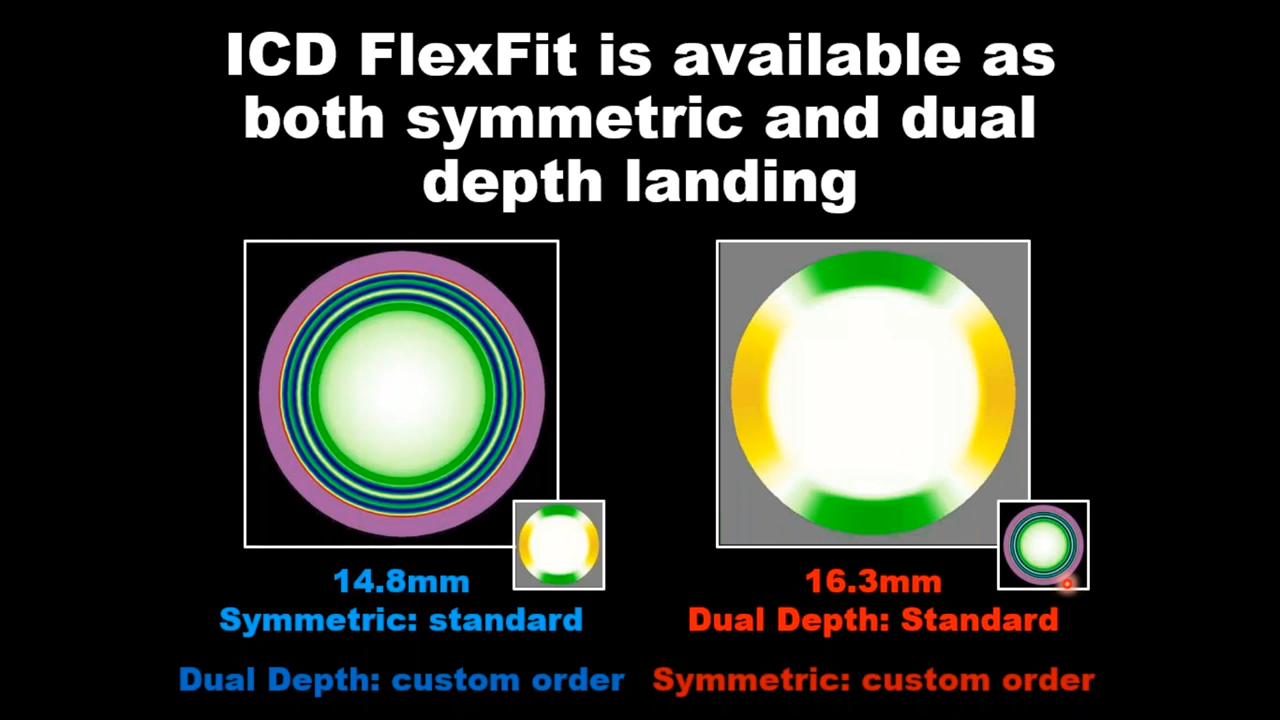 ICD FlexFit is available as
both symmetric and dual
depth landing
14.8mm
Symmetric: standard
Dual Depth: custom order
16.3mm
Dual Depth: Standard
Symmetric: custom order